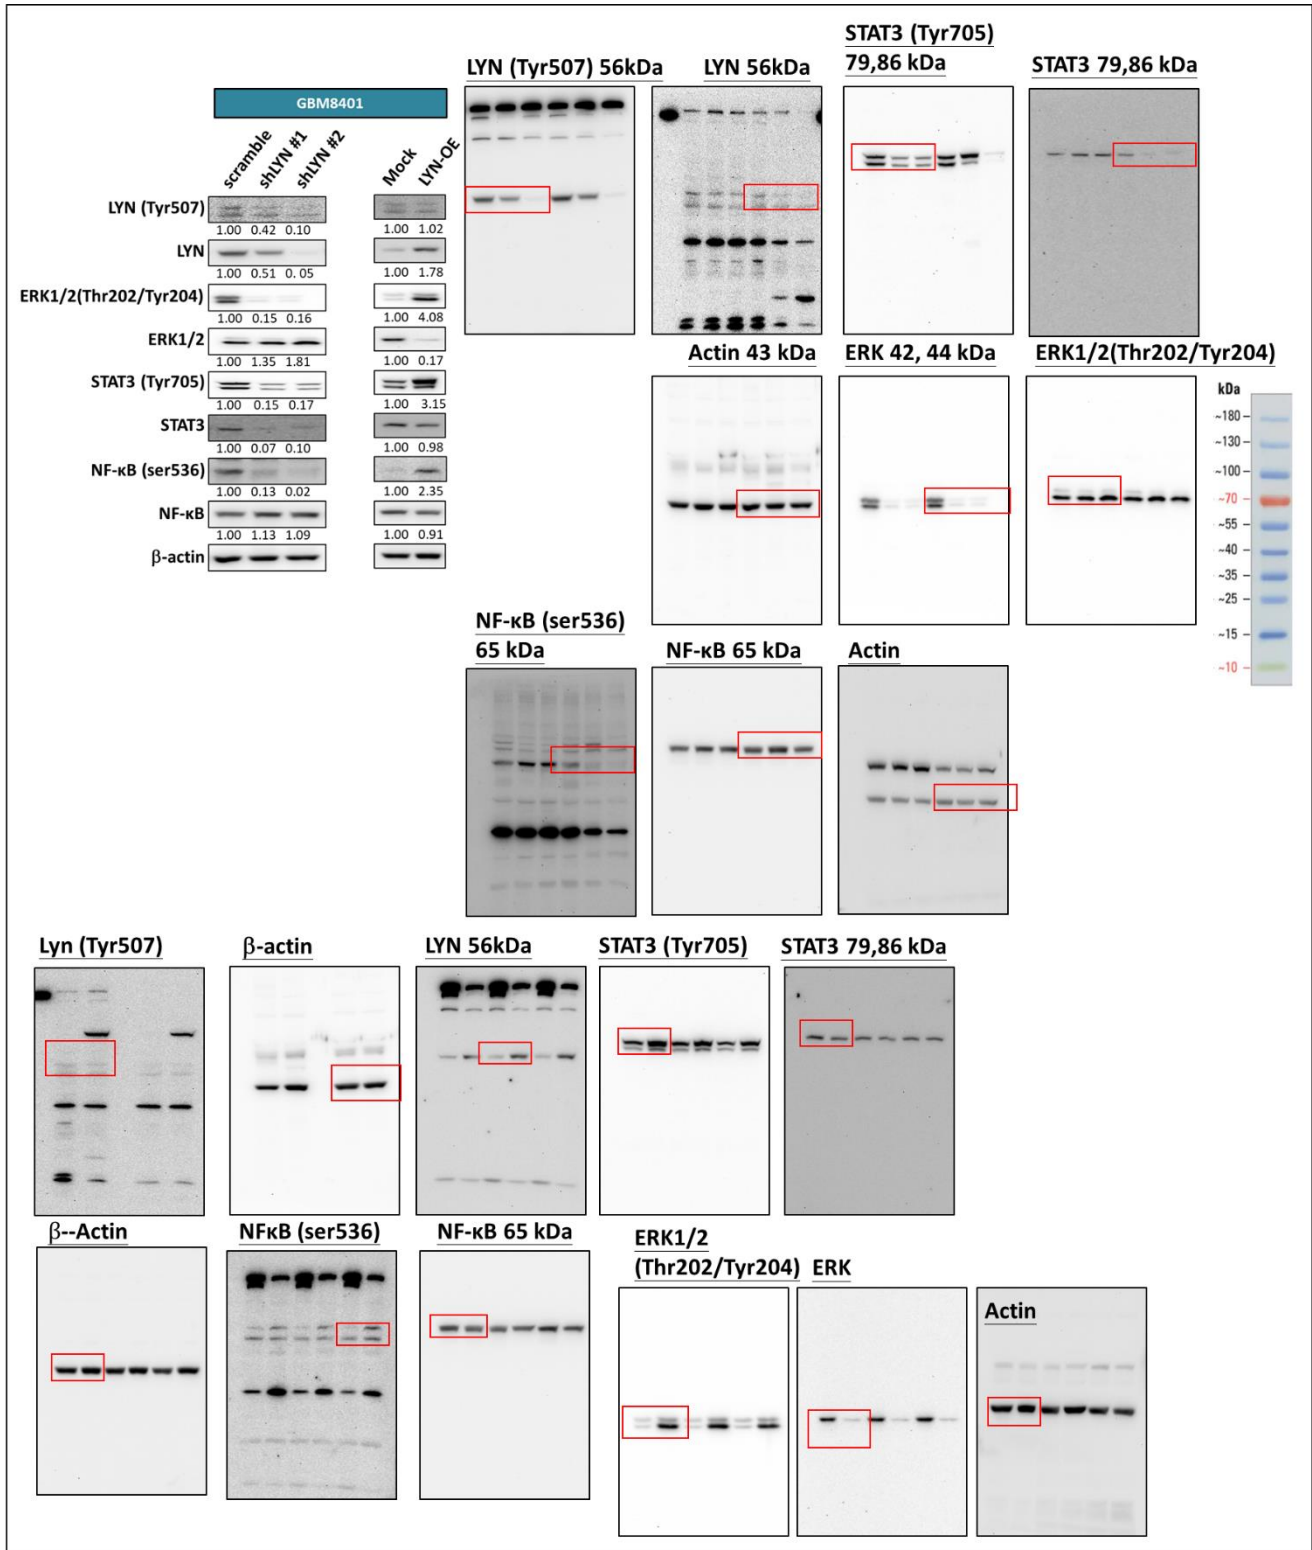 STAT3 (Tyr705)
LYN (Tyr507) 56kDa LYN 56kDa 79,86 kDa STAT3 79,86 kDa
GBM8401
scramble shLYN #1 shLYN #2 Mock LYN-OE
LYN (Tyr507)
1.00 0.42 0.10 1.00 1.02
LYN
1.00 0.51 0. 05 1.00 1.78
ERK1/2(Thr202/Tyr204)
1.00 0.15 0.16 1.00 4.08
ERK1/2
1.00 1.35 1.81 1.00 0.17
STAT3 (Tyr705)
1.00 0.15 0.17 1.00 3.15
STAT3
1.00 0.07 0.10 1.00 0.98
NF-κB (ser536)
1.00 0.13 0.02 1.00 2.35
NF-κB
1.00 1.13 1.09 1.00 0.91
β-actin
Actin 43 kDa ERK 42, 44 kDa ERK1/2(Thr202/Tyr204)
kDa
~180
~130
~100
~70
~55
~40
~35
~25
~15
~10
NF-κB (ser536)
65 kDa NF-κB 65 kDa Actin
Lyn (Tyr507) β-actin LYN 56kDa STAT3 (Tyr705) STAT3 79,86 kDa
β--Actin NFκB (ser536) NF-κB 65 kDa
ERK1/2
(Thr202/Tyr204) ERK
Actin